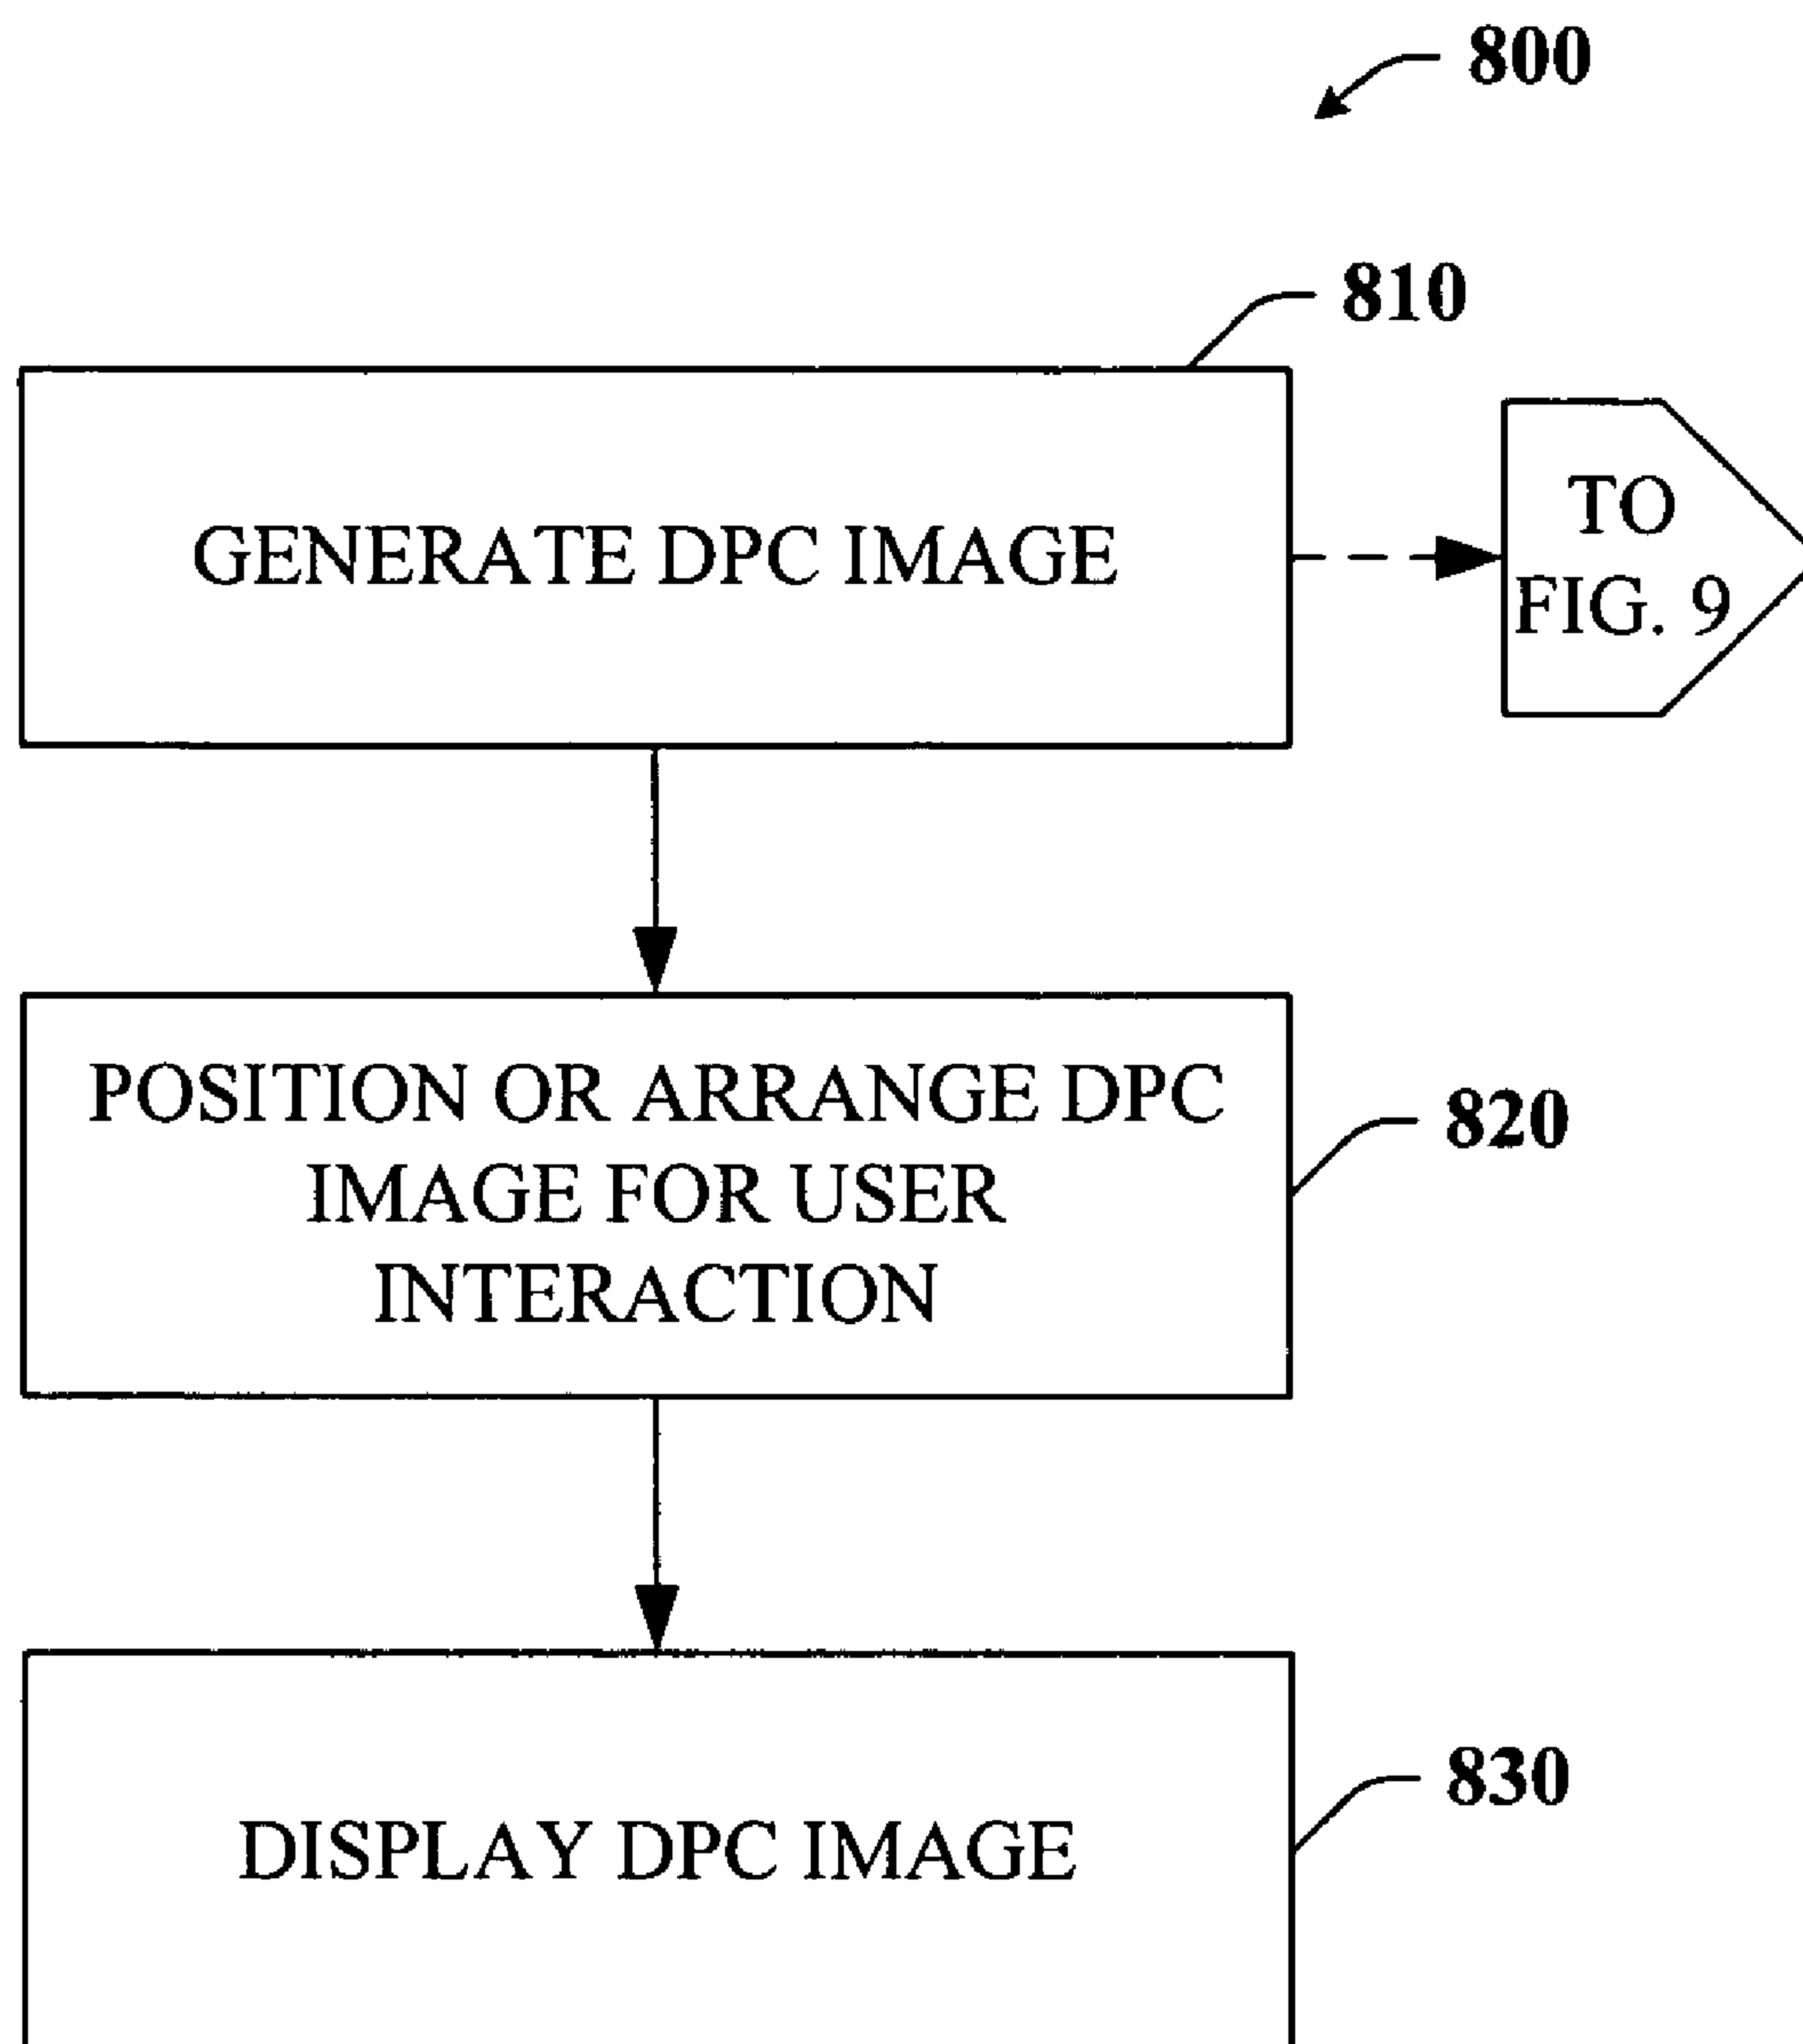 800
810
GENERATE DPC IMAGE
TO
FIG. 9
POSITION OR ARRANGE DPC
IMAGE FOR USER
INTERACTION
820
DISPLAY DPC IMAGE
830